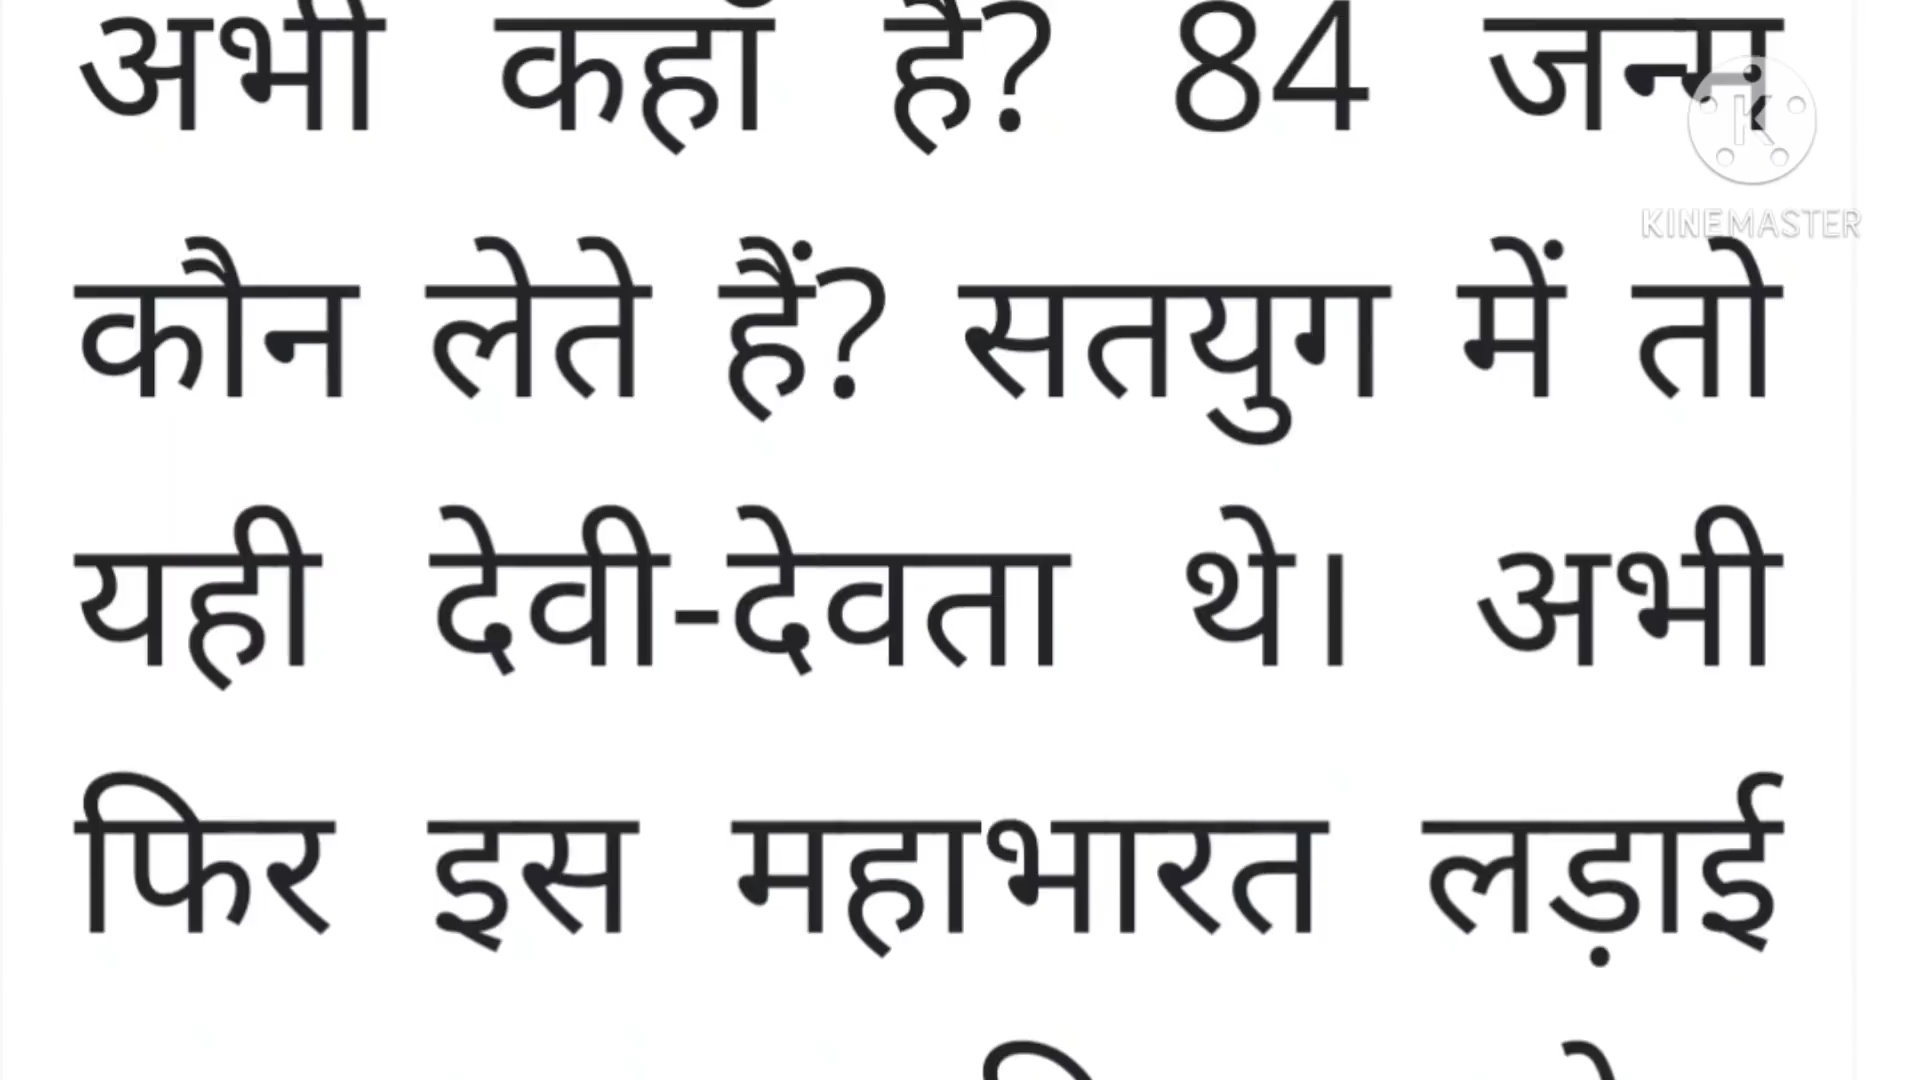 अभी कहाँ है? 84 जन्म
KINEMASTER
कौन लेते हैं? सतयुग में तो
यही देवी-देवता थे। अभी
फिर इस महाभारत लड़ाई